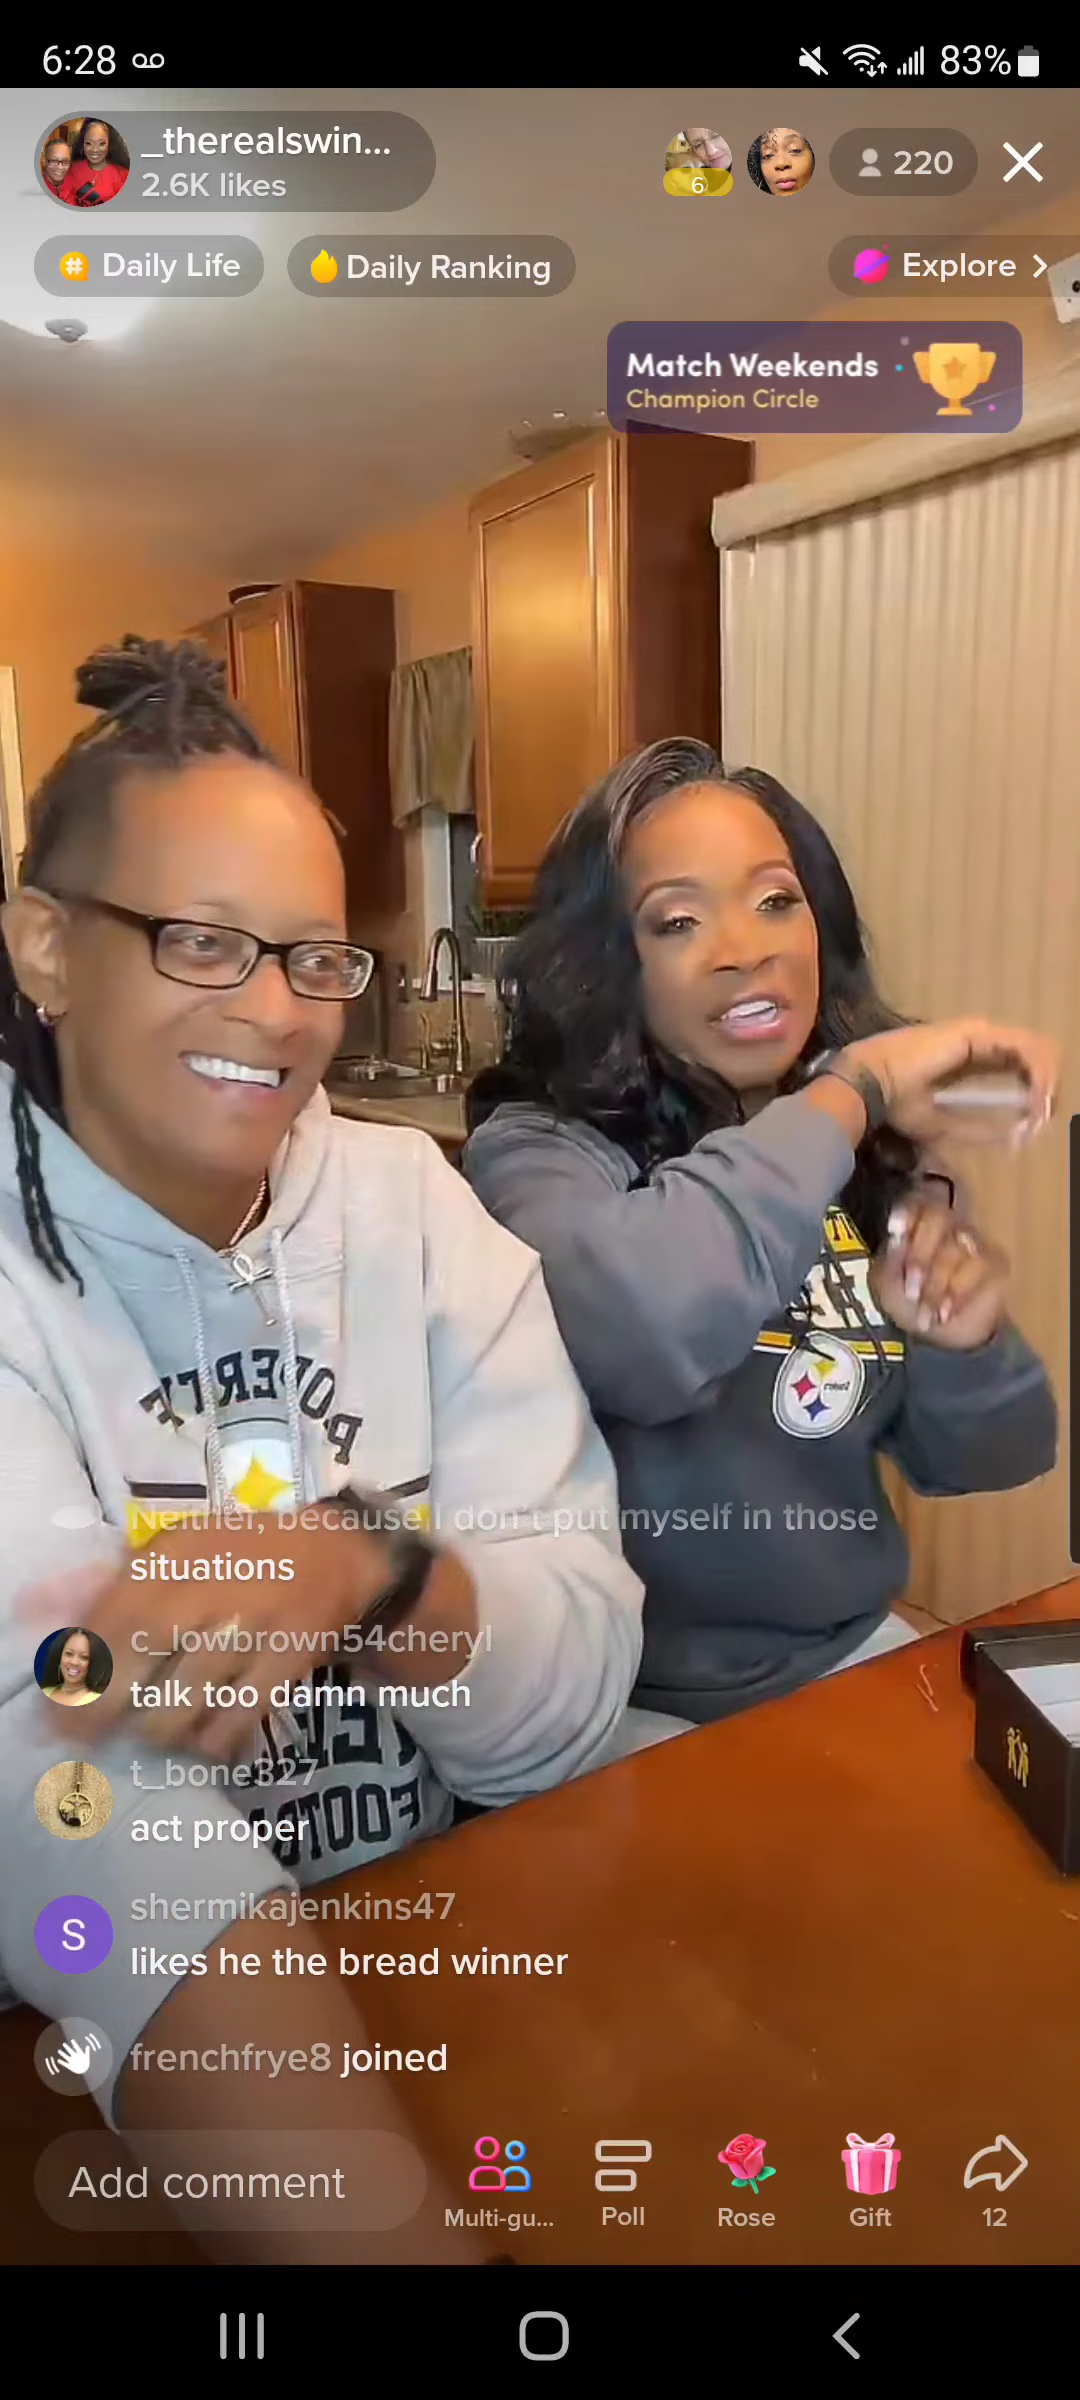 6:28
83%
_therealswin...
2.6K likes
6
220
Daily Life
Daily Ranking
Explore
Match Weekends
Champion Circle
PROPERTY
Neither, because I don't put myself in those
situations
c_lowbrown54cheryl
talk too damn much
t_bone327
act proper
S
shermikajenkins47
likes he the bread winner
frenchfrye8 joined
Add comment
Multi-gu...
Poll
Rose
Gift
12